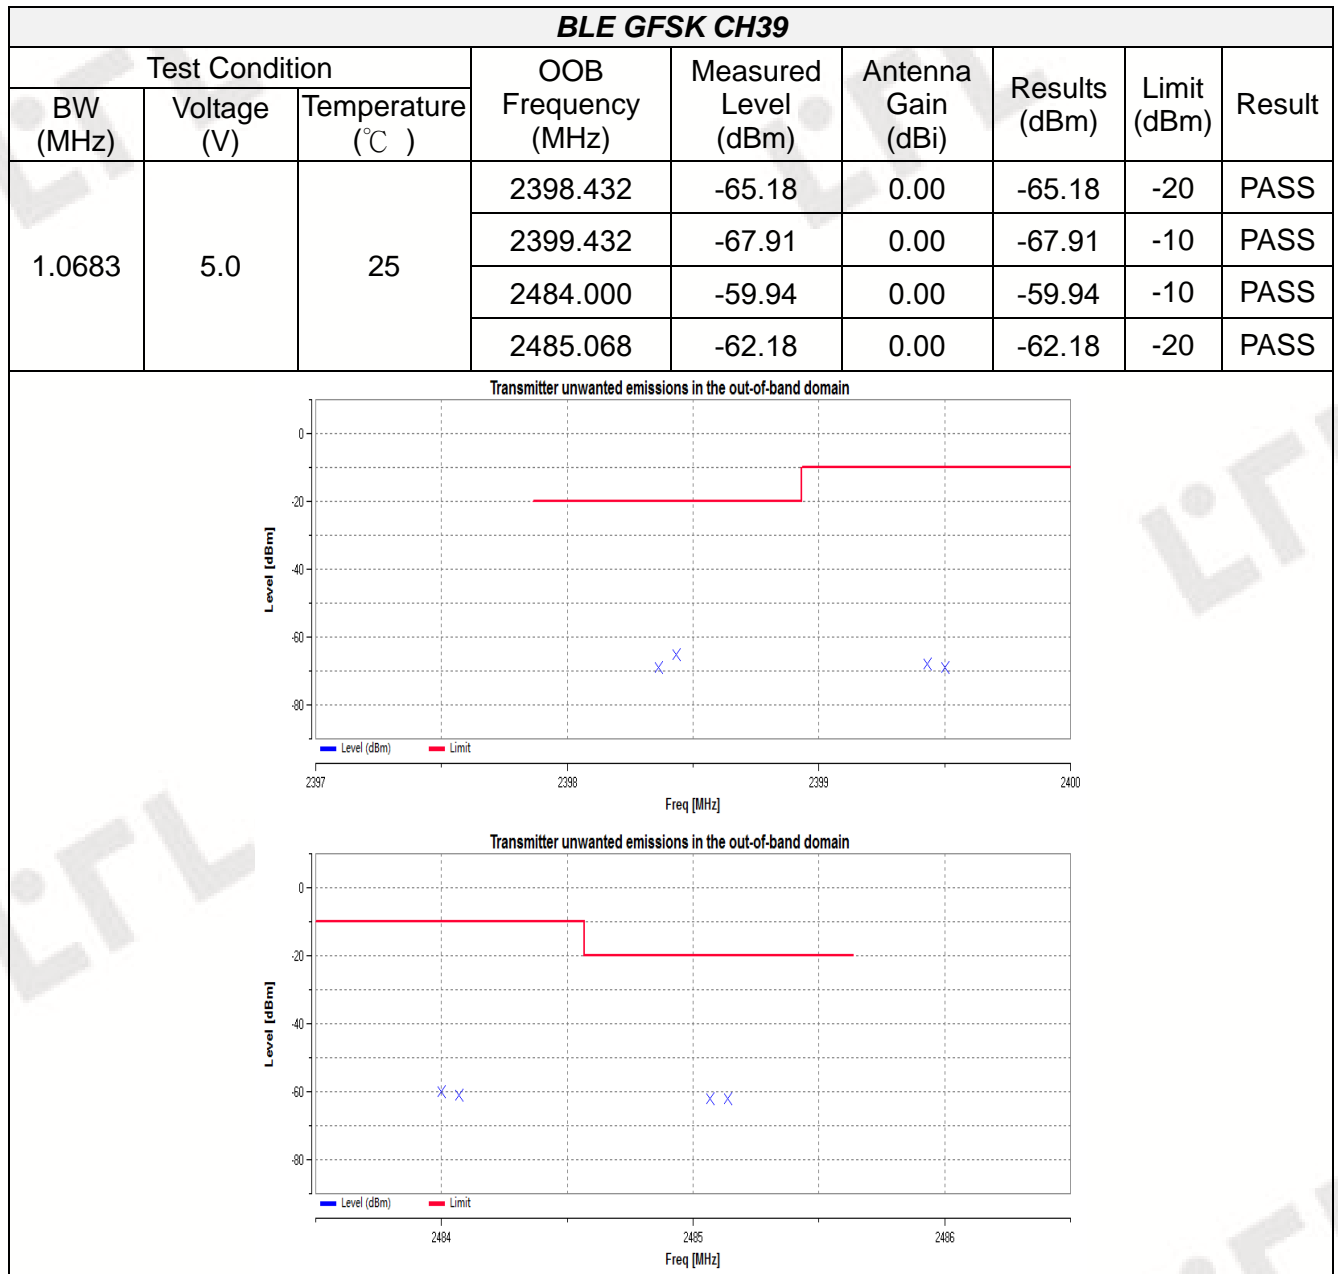 BLE GFSK CH39
Test Condition
OOB Frequency (MHz)
Measured Level (dBm)
Antenna Gain (dBi)
Results (dBm)
Limit (dBm)
Result
BW (MHz)
Voltage (V)
Temperature (℃ )
1.0683 5.0 25
2398.432 -65.18 0.00 -65.18 -20 PASS
2399.432 -67.91 0.00 -67.91 -10 PASS
2484.000 -59.94 0.00 -59.94 -10 PASS
2485.068 -62.18 0.00 -62.18 -20 PASS
Transmitter unwanted emissions in the out-of-band domain
0
-20
-40
-60
-80
Level [dBm]
Level (dBm) Limit
2397 2398 2399 2400
Freq [MHz]
Transmitter unwanted emissions in the out-of-band domain
0
-20
-40
-60
-80
Level [dBm]
Level (dBm) Limit
2484 2485 2486
Freq [MHz]